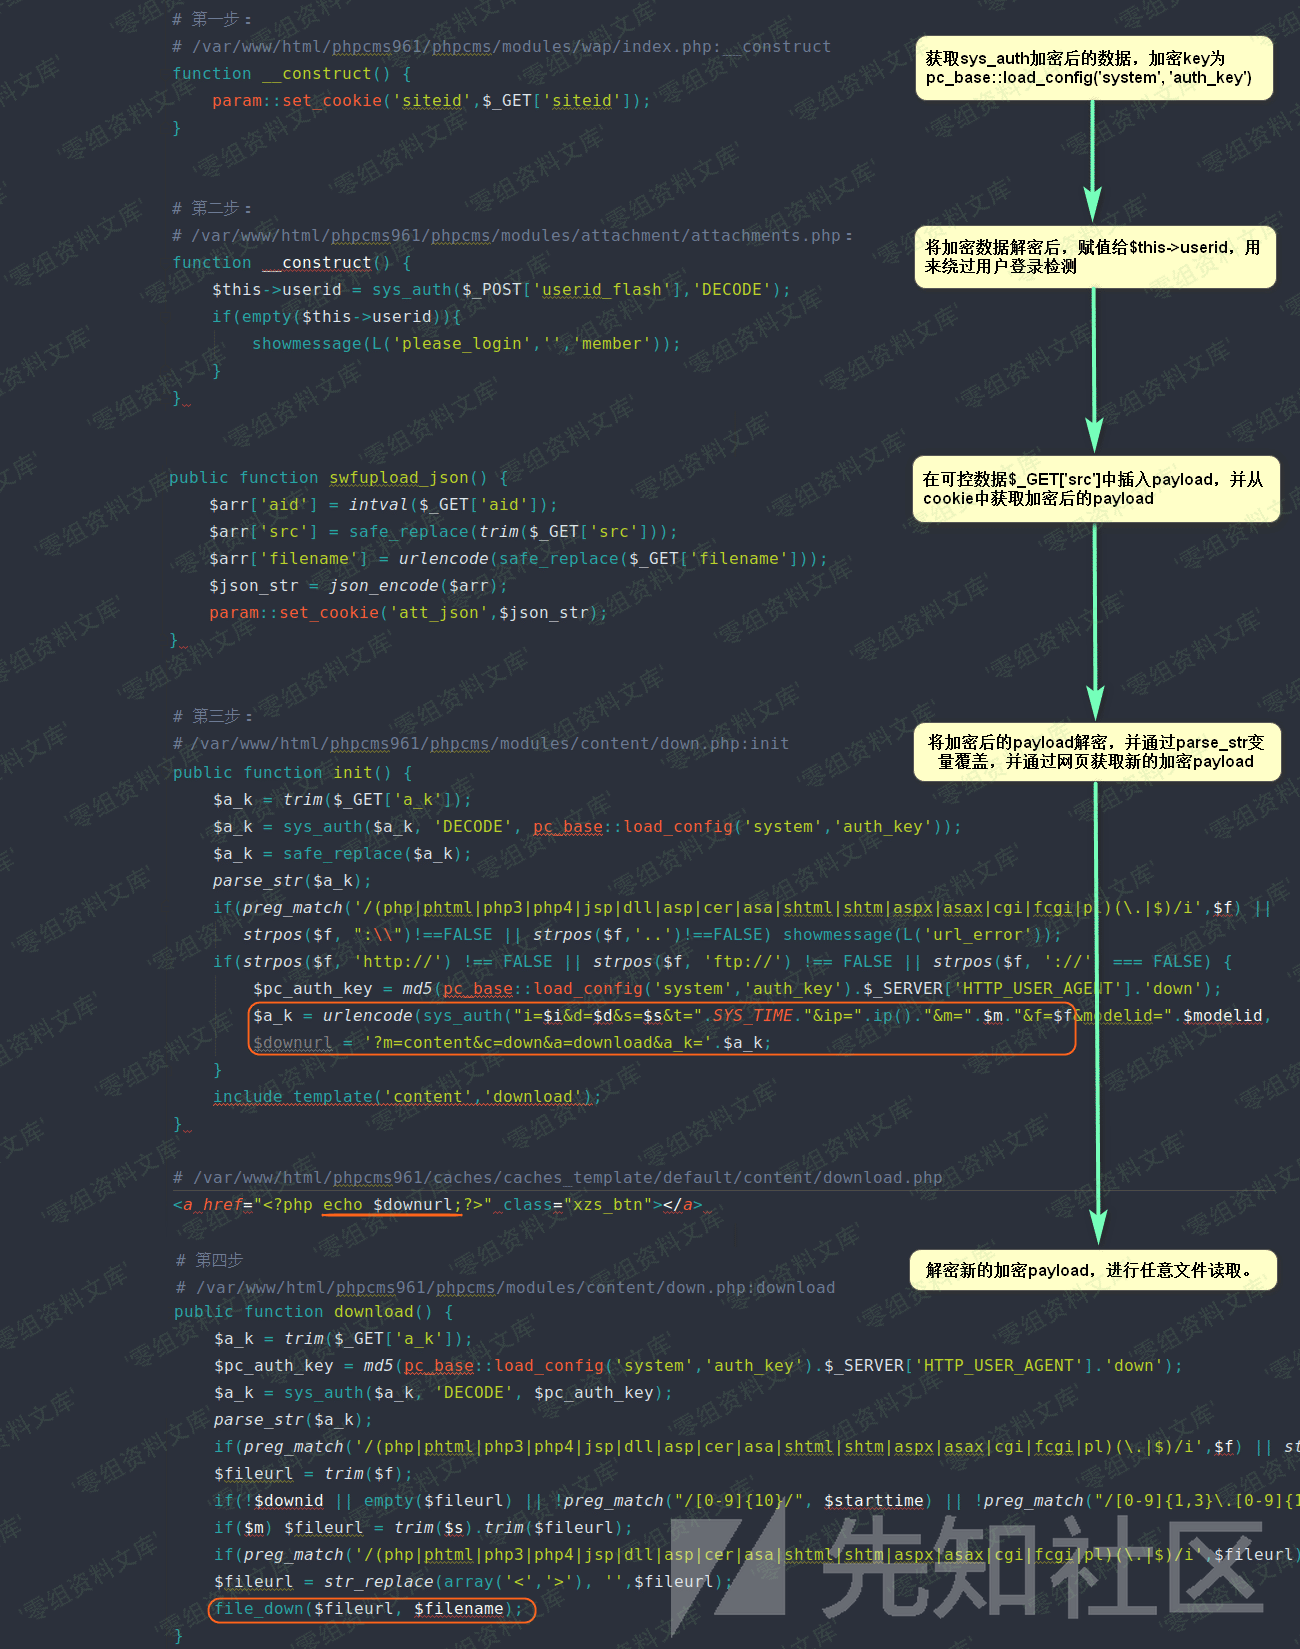 # 第一步：
# /var/www/html/phpcms961/phpcms/modules/wap/index.php:__construct
function __construct() {
param::set_cookie('siteid',$_GET['siteid']);
}
获取sys_auth加密后的数据，加密key为
pc_base::load_config('system', 'auth_key')
# 第二步：
# /var/www/html/phpcms961/phpcms/modules/attachment/attachments.php：
function __construct() {
$this->userid = sys_auth($_POST['userid_flash'],'DECODE');
if(empty($this->userid)){
showmessage(L('please_login','','member'));
}
}
将加密数据解密后，赋值给$this->userid，用
来绕过用户登录检测
public function swfupload_json() {
$arr['aid'] = intval($_GET['aid']);
$arr['src'] = safe_replace(trim($_GET['src']));
$arr['filename'] = urlencode(safe_replace($_GET['filename']));
$json_str = json_encode($arr);
param::set_cookie('att_json',$json_str);
}
在可控数据$_GET['src']中插入payload，并从
cookie中获取加密后的payload
# 第三步：
# /var/www/html/phpcms961/phpcms/modules/content/down.php:init
public function init() {
$a_k = trim($_GET['a_k']);
$a_k = sys_auth($a_k, 'DECODE', pc_base::load_config('system','auth_key'));
$a_k = safe_replace($a_k);
parse_str($a_k);
if(preg_match('/(php|phtml|php3|php4|jsp|dll|asp|cer|asa|shtml|shtm|aspx|asax|cgi|fcgi|pl)(\.|$)/i',$f) ||
strpos($f, ":\\")!==FALSE || strpos($f,'..')!==FALSE) showmessage(L('url_error'));
if(strpos($f, 'http://') !== FALSE || strpos($f, 'ftp://') !== FALSE || strpos($f, '://') === FALSE) {
$pc_auth_key = md5(pc_base::load_config('system','auth_key').$_SERVER['HTTP_USER_AGENT'].'down');
$a_k = urlencode(sys_auth("i=$i&d=$d&s=$s&t=".SYS_TIME."&ip=".ip()."&m=".$m."&f=$f&modelid=".$modelid,
$downurl = '?m=content&c=down&a=download&a_k='.$a_k;
}
include template('content','download');
}
将加密后的payload解密，并通过parse_str变
量覆盖，并通过网页获取新的加密payload
# /var/www/html/phpcms961/caches/caches_template/default/content/download.php
<a href="<?php echo $downurl;?>" class="xzs_btn"></a>
# 第四步
# /var/www/html/phpcms961/phpcms/modules/content/down.php:download
public function download() {
$a_k = trim($_GET['a_k']);
$pc_auth_key = md5(pc_base::load_config('system','auth_key').$_SERVER['HTTP_USER_AGENT'].'down');
$a_k = sys_auth($a_k, 'DECODE', $pc_auth_key);
parse_str($a_k);
if(preg_match('/(php|phtml|php3|php4|jsp|dll|asp|cer|asa|shtml|shtm|aspx|asax|cgi|fcgi|pl)(\.|$)/i',$f) || st
$fileurl = trim($f);
if(!$downid || empty($fileurl) || !preg_match("/[0-9]{10}/", $starttime) || !preg_match("/[0-9]{1,3}\.[0-9]{1
if($m) $fileurl = trim($s).trim($fileurl);
if(preg_match('/(php|phtml|php3|php4|jsp|dll|asp|cer|asa|shtml|shtm|aspx|asax|cgi|fcgi|pl)(\.|$)/i',$fileurl)
$fileurl = str_replace(array('<','>'), '',$fileurl);
file_down($fileurl, $filename);
}
解密新的加密payload，进行任意文件读取。
先知社区
'零组资料文库'